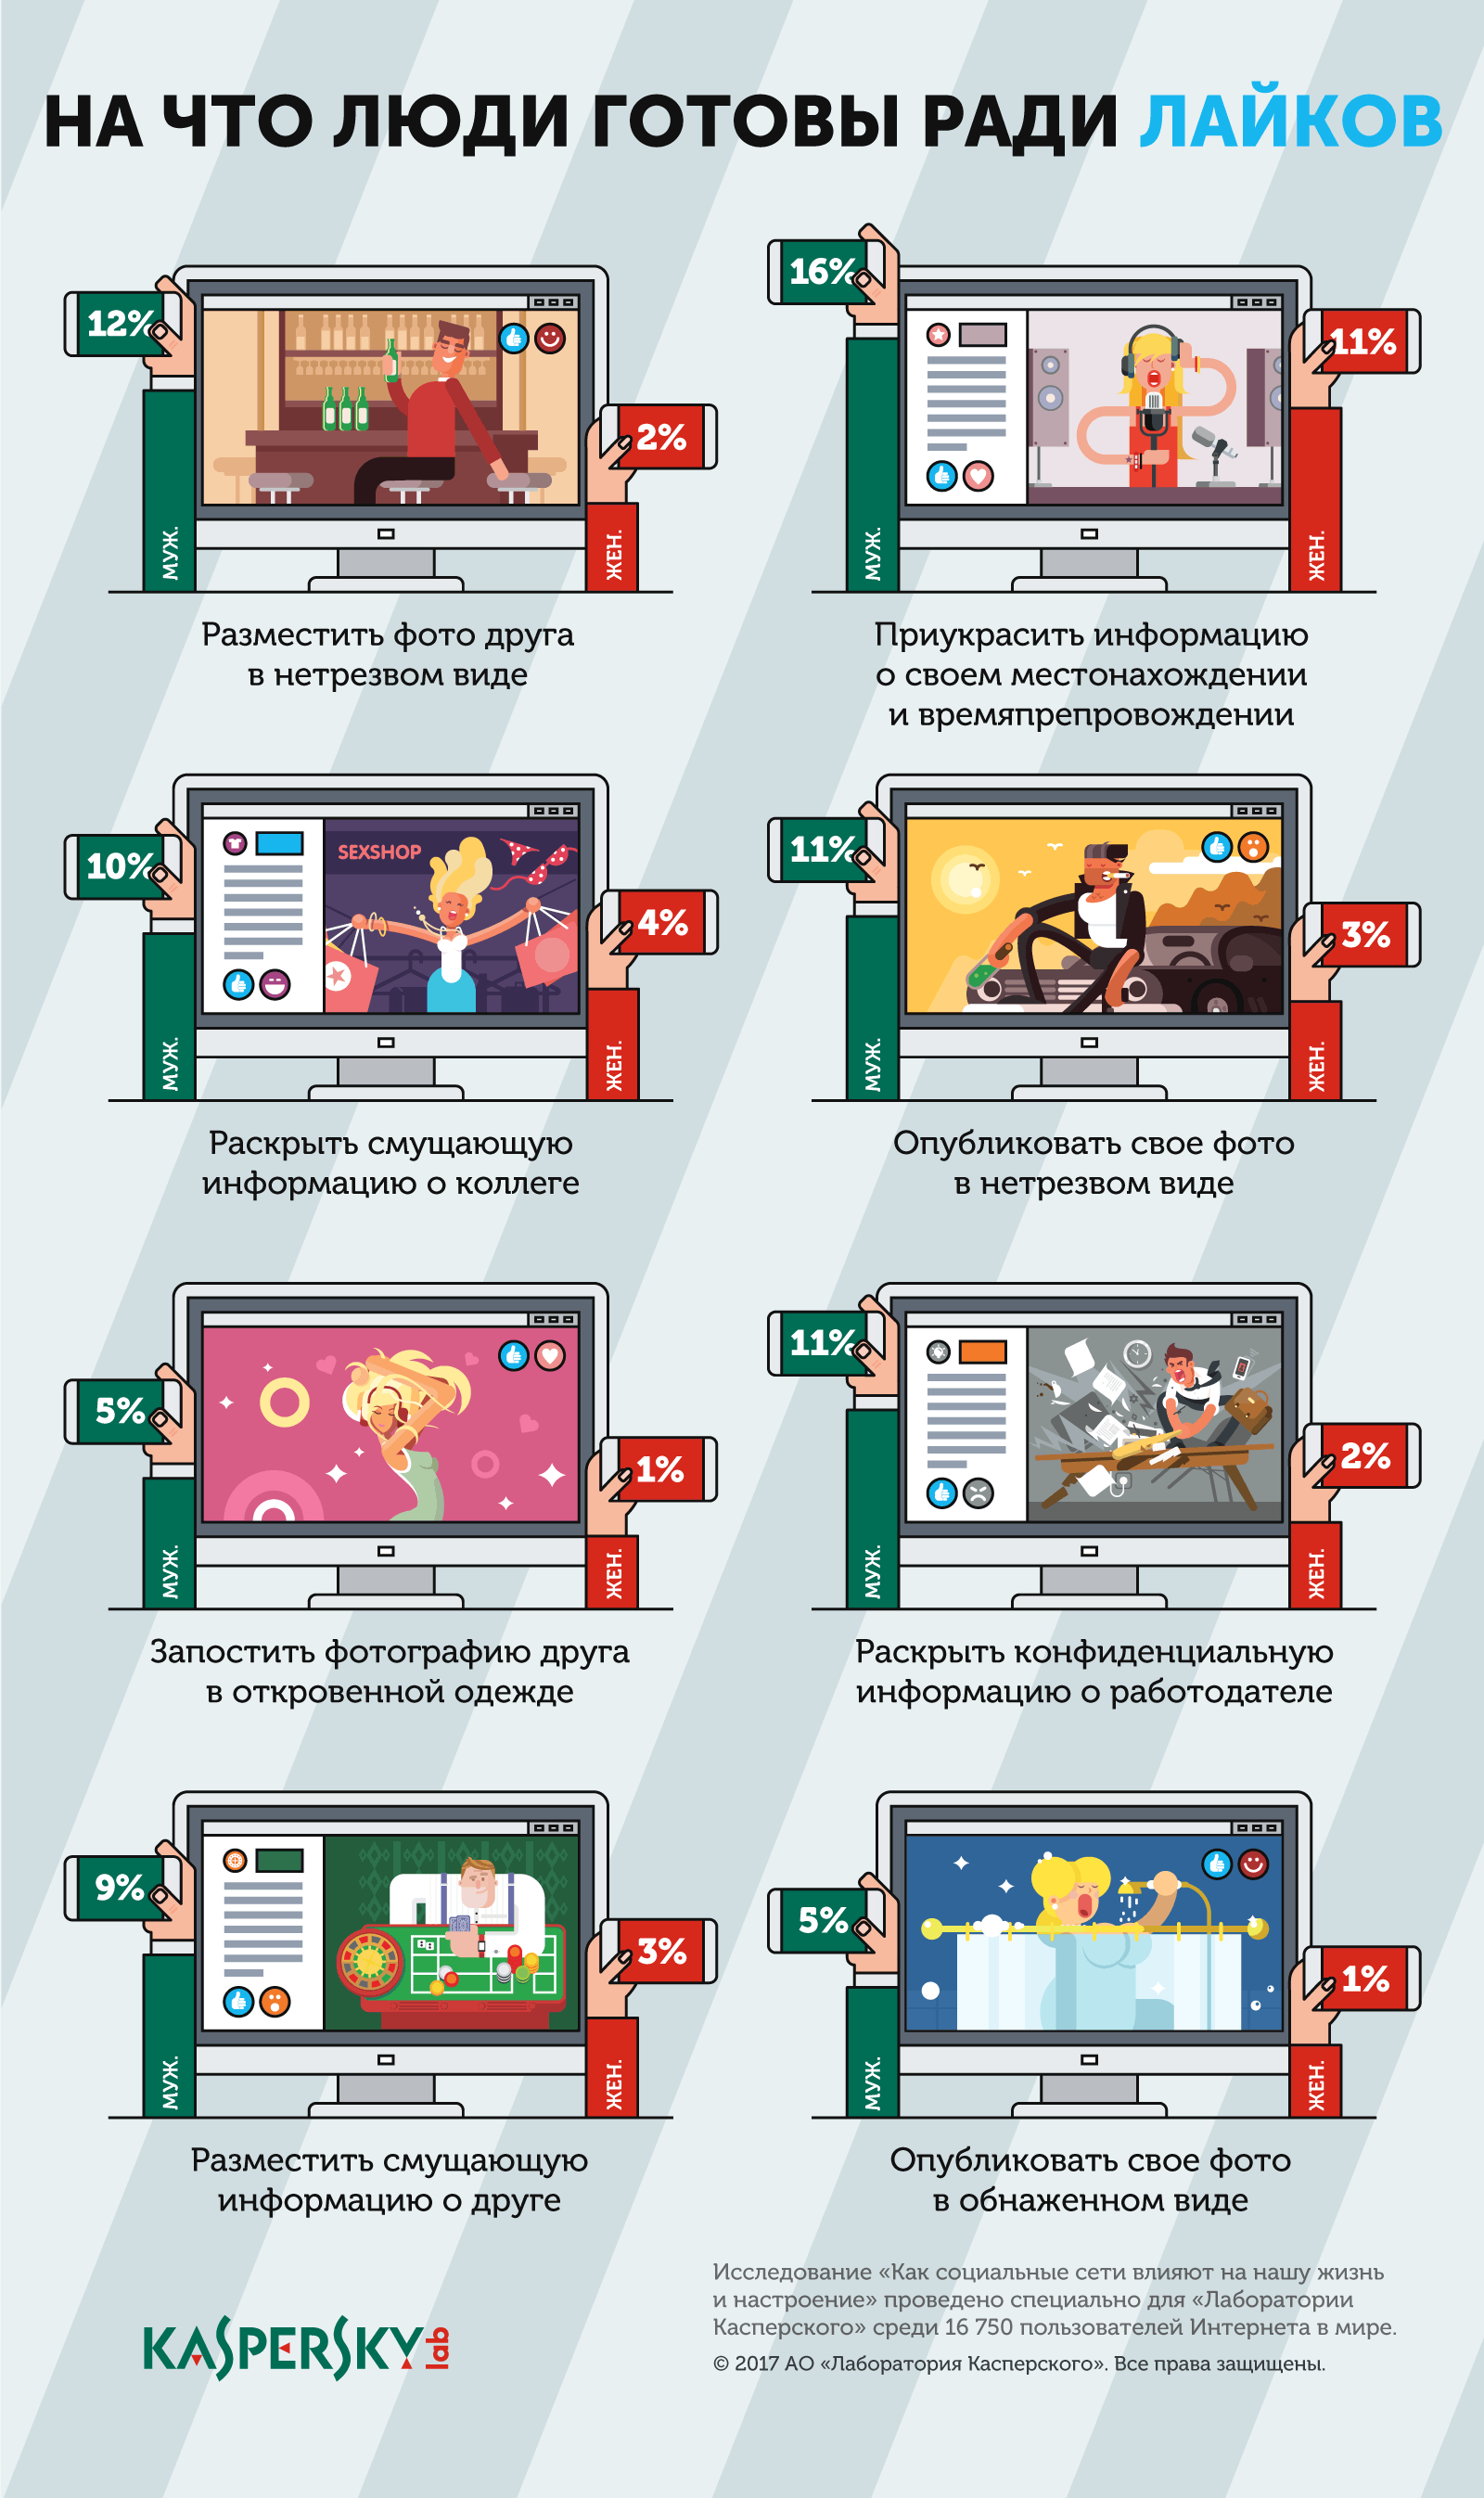 НА ЧТО ЛЮДИ ГОТОВЫ РАДИ ЛАЙКОВ
12%
2%
МУЖ.
ЖЕН.
Разместить фото друга
в нетрезвом виде
16%
11%
МУЖ.
ЖЕН.
Приукрасить информацию
о своем местонахождении
и времяпрепровождении
SEXSHOP
10%
4%
МУЖ.
ЖЕН.
Раскрыть смущающую
информацию о коллеге
11%
3%
МУЖ.
ЖЕН.
Опубликовать свое фото
в нетрезвом виде
5%
1%
МУЖ.
ЖЕН.
Запостить фотографию друга
в откровенной одежде
11%
2%
МУЖ.
ЖЕН.
Раскрыть конфиденциальную
информацию о работодателе
9%
3%
МУЖ.
ЖЕН.
Разместить смущающую
информацию о друге
5%
1%
МУЖ.
ЖЕН.
Опубликовать свое фото
в обнаженном виде
KASPERSKY lab
Исследование «Как социальные сети влияют на нашу жизнь
и настроение» проведено специально для «Лаборатории
Касперского» среди 16 750 пользователей Интернета в мире.
© 2017 АО «Лаборатория Касперского». Все права защищены.